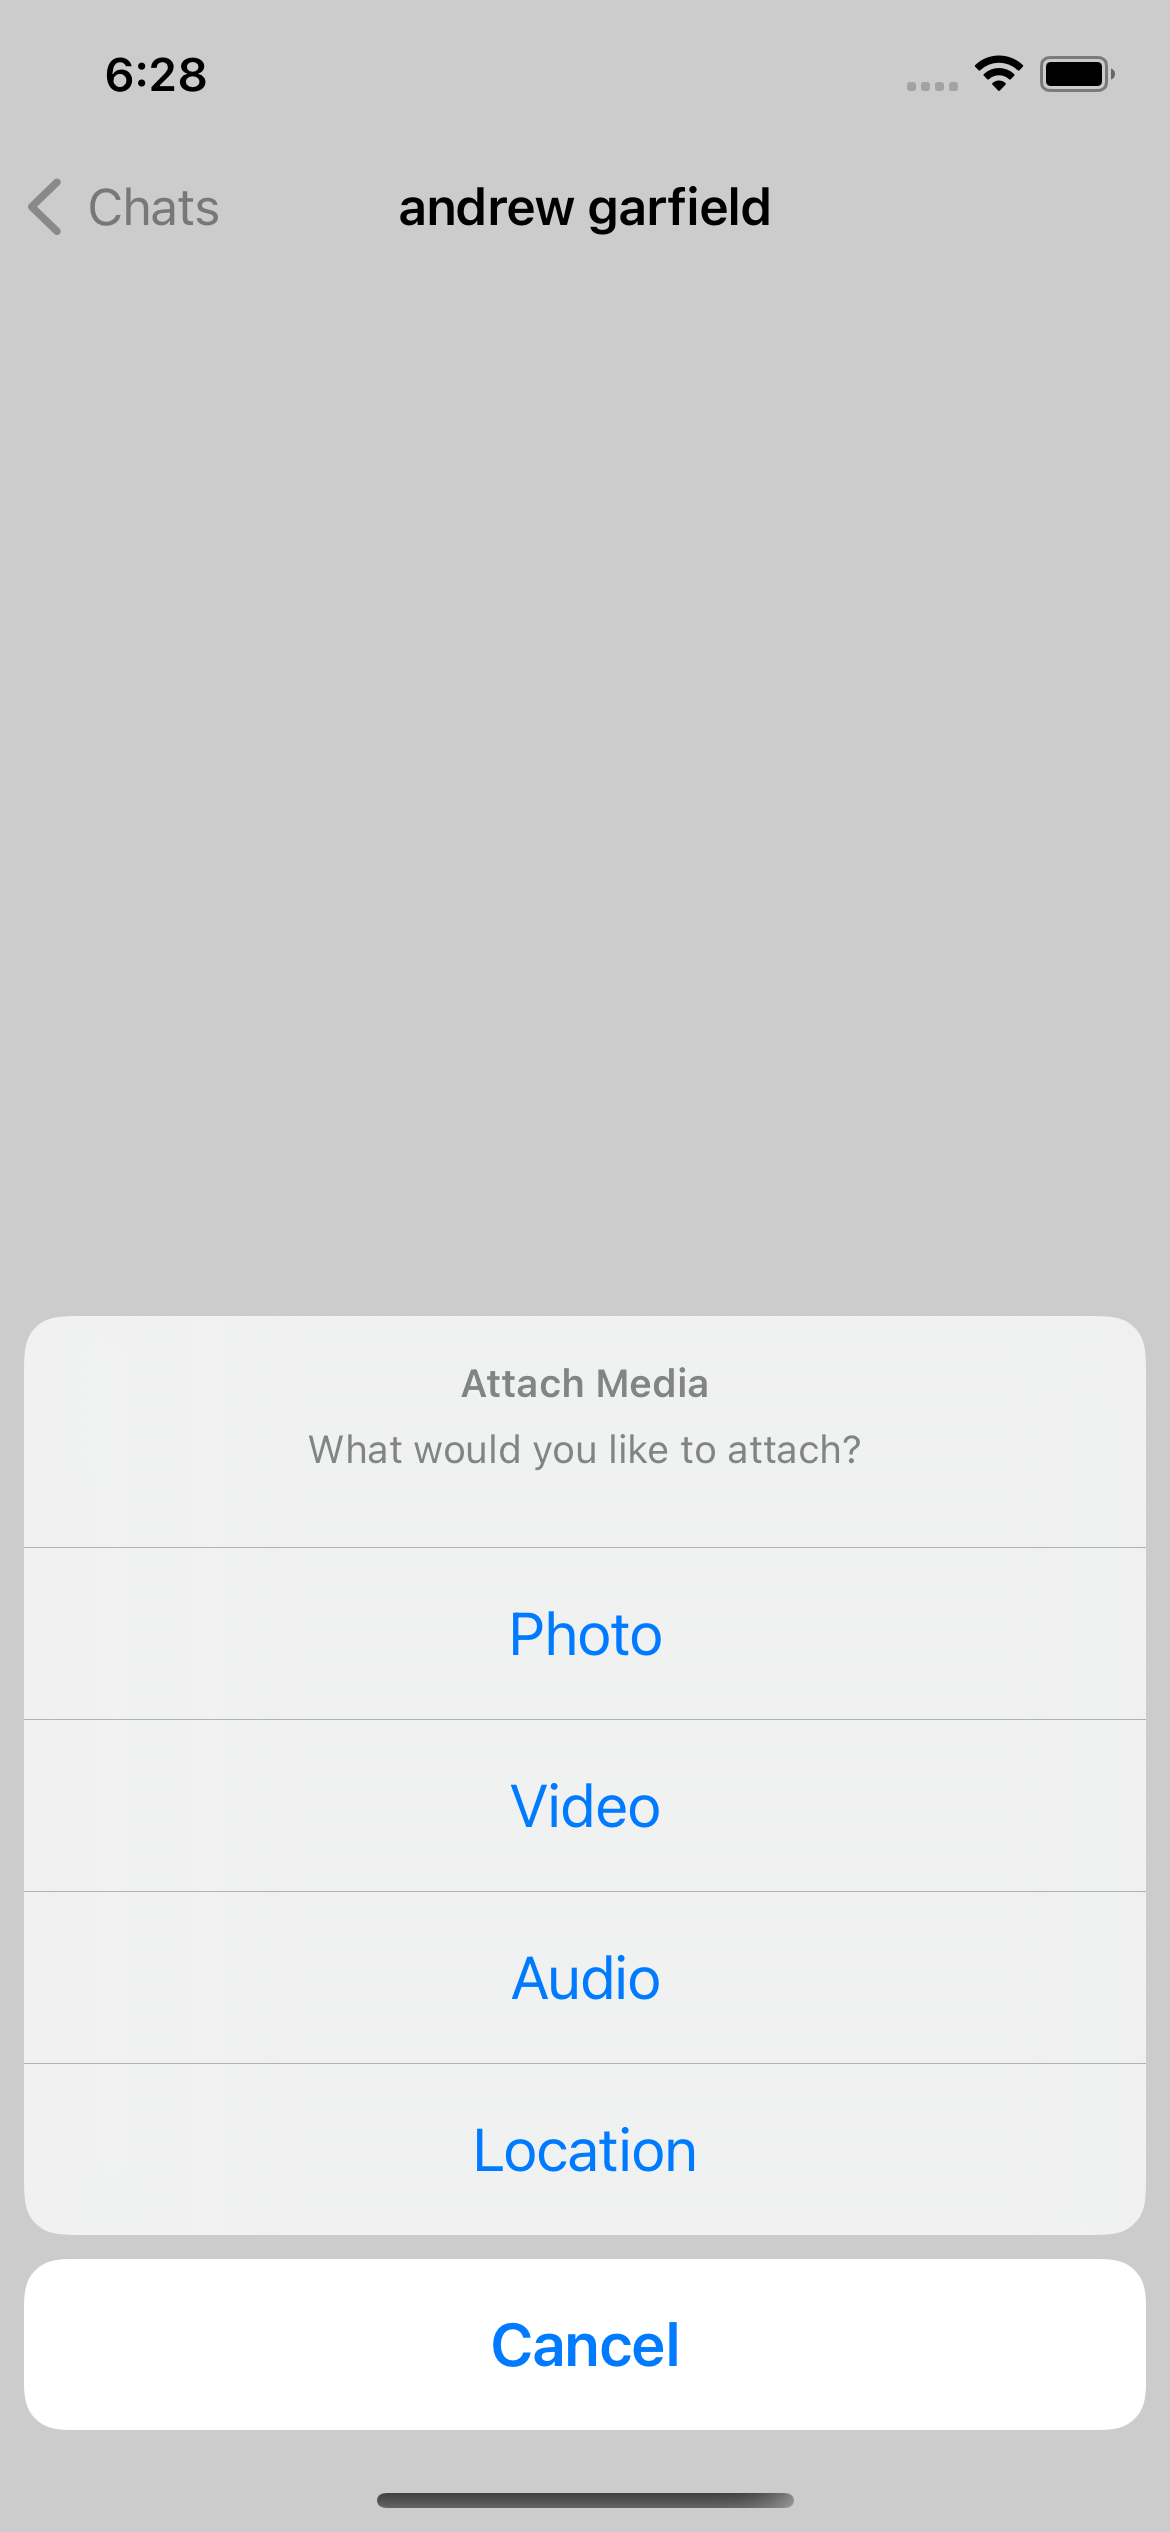 6:28
Chats
andrew garfield
Attach Media
What would you like to attach?
Photo
Video
Audio
Location
Cancel